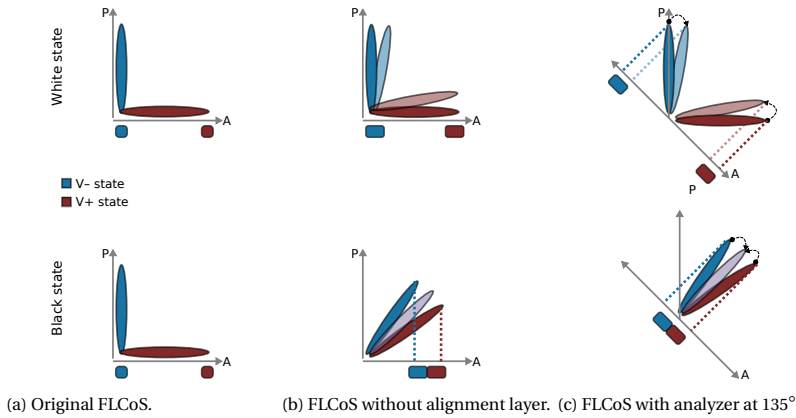 White state
P
A
P
A
P
A
V– state
V+ state
Black state
P
A
P
A
A
(a) Original FLCoS.
(b) FLCoS without alignment layer.
(c) FLCoS with analyzer at 135°